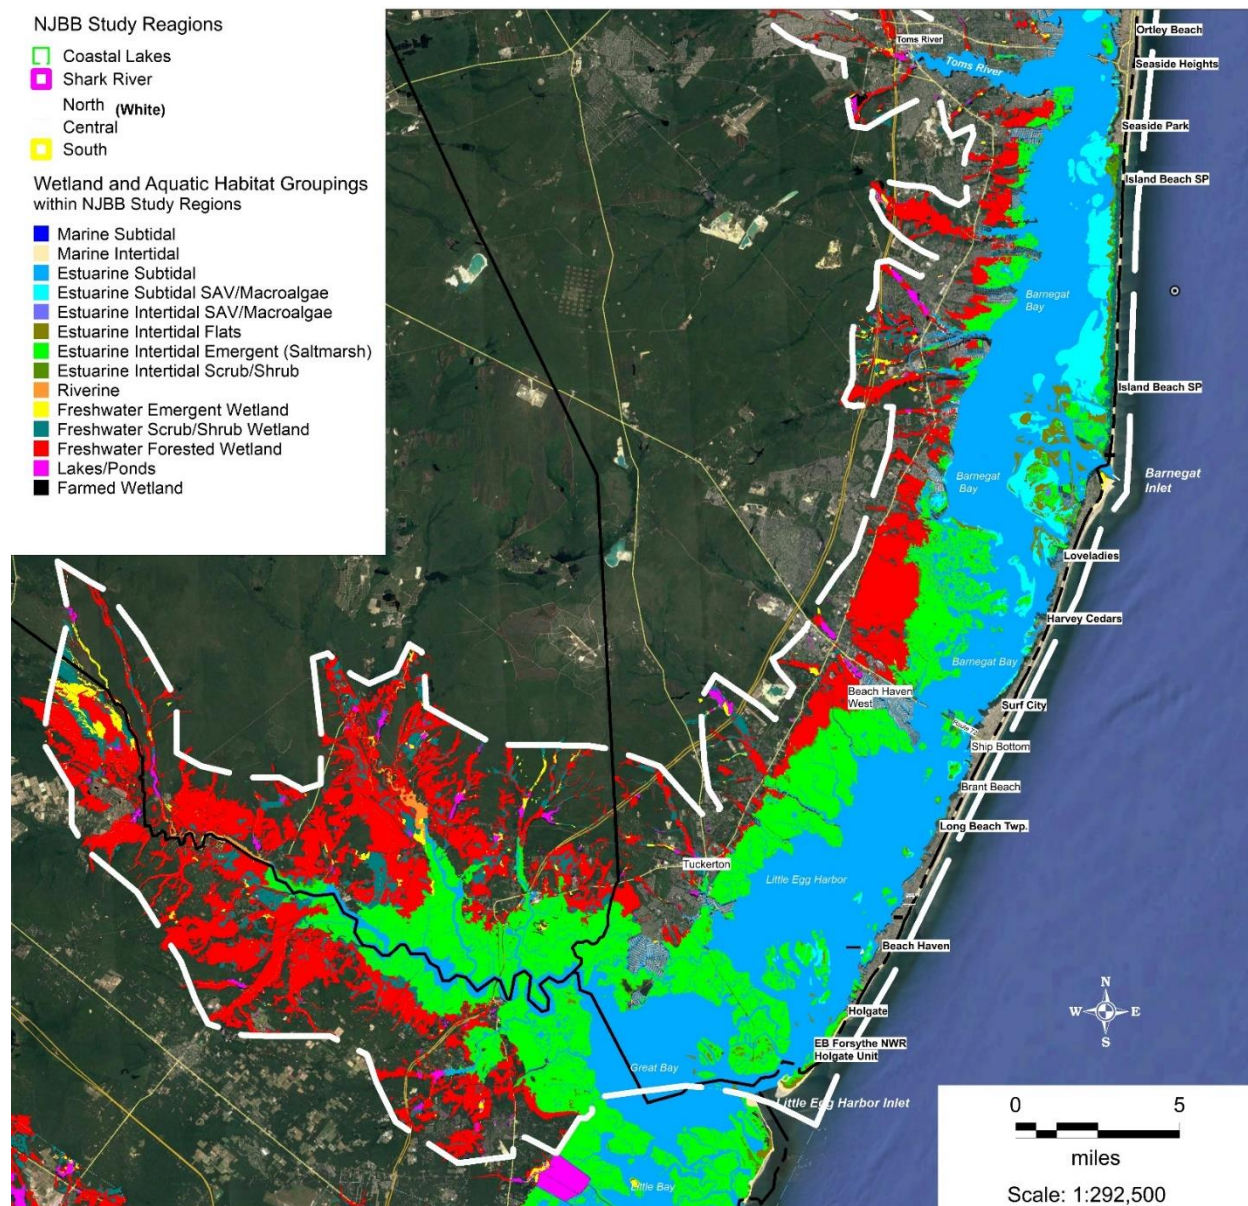 NJBB Study Reagions
Coastal Lakes
Shark River
North (White)
Central
South
Wetland and Aquatic Habitat Groupings
within NJBB Study Regions
Marine Subtidal
Marine Intertidal
Estuarine Subtidal
Estuarine Subtidal SAV/Macroalgae
Estuarine Intertidal SAV/Macroalgae
Estuarine Intertidal Flats
Estuarine Intertidal Emergent (Saltmarsh)
Estuarine Intertidal Scrub/Shrub
Riverine
Freshwater Emergent Wetland
Freshwater Scrub/Shrub Wetland
Freshwater Forested Wetland
Lakes/Ponds
Farmed Wetland
Ortley Beach
Toms River
Toms River
Seaside Heights
Seaside Park
Island Beach SP
Barnegat
Bay
Island Beach SP
Barnegat
Inlet
Barnegat
Bay
Loveladies
Harvey Cedars
Barnegat Bay
Beach Haven
West
Surf City
Route 72
Ship Bottom
Brant Beach
Long Beach Twp.
Tuckerton
Little Egg Harbor
Beach Haven
Holgate
EB Forsythe NWR
Holgate Unit
Great Bay
Little Egg Harbor Inlet
Little Bay
N
W E
S
0 5
miles
Scale: 1:292,500